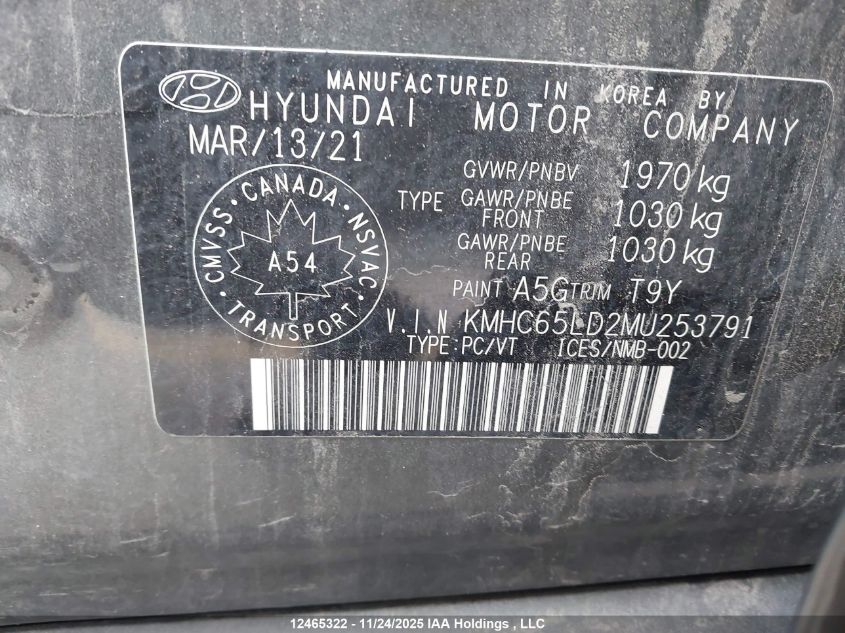 MANUFACTURED IN KOREA BY
HYUNDAI MOTOR COMPANY
MAR/13/21
GVWR/PNBV 1970 kg
TYPE GAWR/PNBE FRONT 1030 kg
GAWR/PNBE REAR 1030 kg
CMVSS • CANADA • NSVAC • TRANSPORT •
A54
PAINT A5G TRIM T9Y
V.I.N KMHC65LD2MU253791
TYPE:PC/VT ICES/NMB-002
12465322 - 11/24/2025 IAA Holdings , LLC